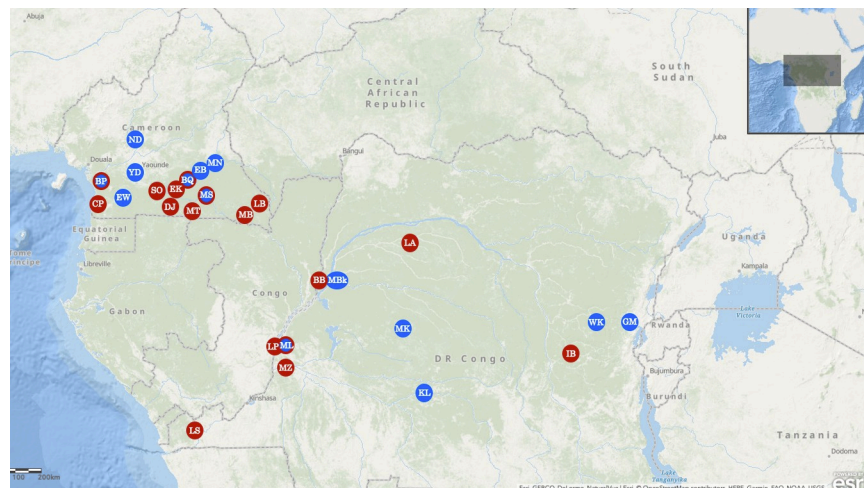 Abuja
South
Sudan
Central
African
Republic
Cameroon
ND
Juba
Douala
Yaounde
Bangui
MN
EB
YD
BP
BQ
SO
EK
MS
EW
CP
DJ
MT
LB
MB
Equatorial
Guinea
LA
Uganda
Libreville
Kampala
BB
MBk
Congo
Lake
Victoria
Gabon
WK
GM
MK
Rwanda
LP
ML
IB
DR Congo
MZ
Bujumbura
KL
Burundi
Kinshasa
LS
Tanzania
Dodoma
100
200km
Lake